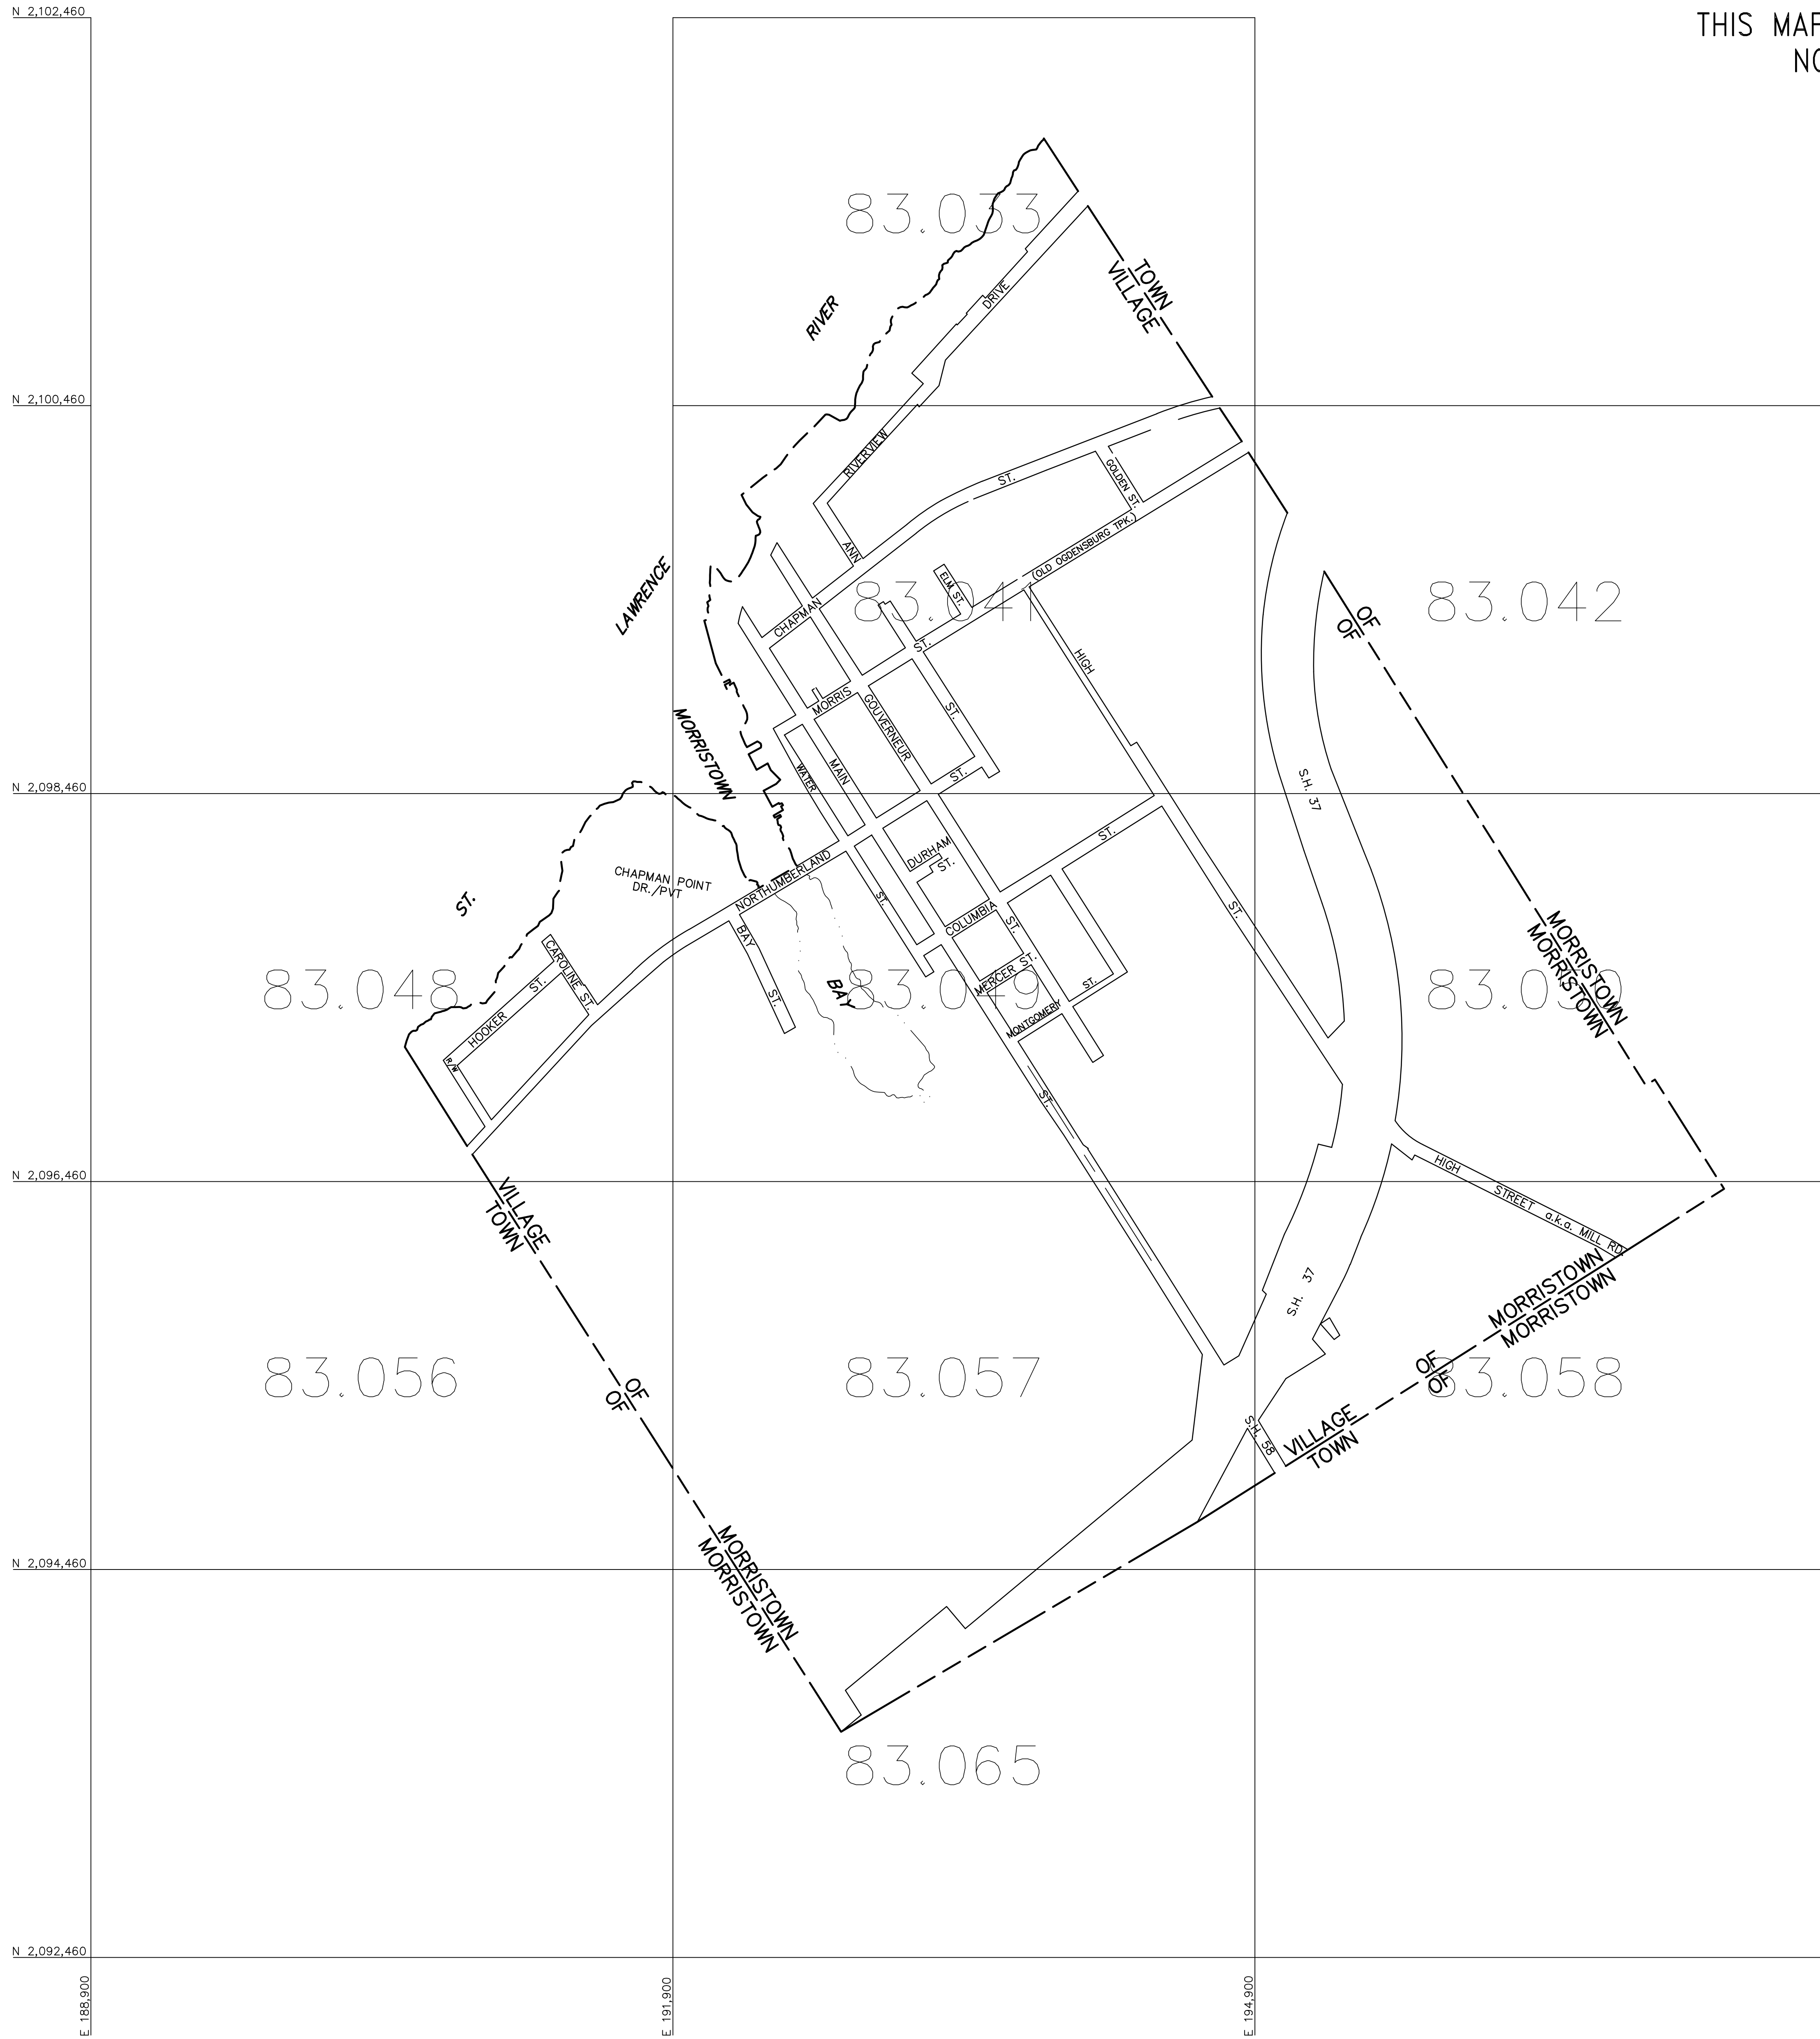 N 2,102,460
THIS MAP
NO
83.033
TOWN
VILLAGE
RIVER
DRIVE
N 2,100,460
RIVERVIEW
ST.
GOLDEN ST.
(OLD OGDENSBURG TPK.)
ANN
LAWRENCE
ELM ST.
83.041
83.042
CHAPMAN
OF
OF
ST.
HIGH
MORRIS
GOUVERNEUR
ST.
MORRISTOWN
WATER
MAIN
ST.
S.H. 37
N 2,098,460
ST.
DURHAM
ST.
NORTHUMBERLAND
CHAPMAN POINT
DR./PVT
ST.
ST.
ST.
COLUMBIA
ST.
MORRISTOWN
MORRISTOWN
BAY
ST.
CAROLINE ST.
HOOKER
ST.
MERCER ST.
83.048
BAY
83.049
ST.
83.050
MONTGOMERY
R/W
ST.
N 2,096,460
HIGH
STREET a.k.a. MILL RD.
VILLAGE
TOWN
S.H. 37
MORRISTOWN
MORRISTOWN
83.056
OF
OF
83.057
OF
OF
83.058
S.H. 58
VILLAGE
TOWN
N 2,094,460
MORRISTOWN
MORRISTOWN
83.065
N 2,092,460
E 188,900
E 191,900
E 194,900